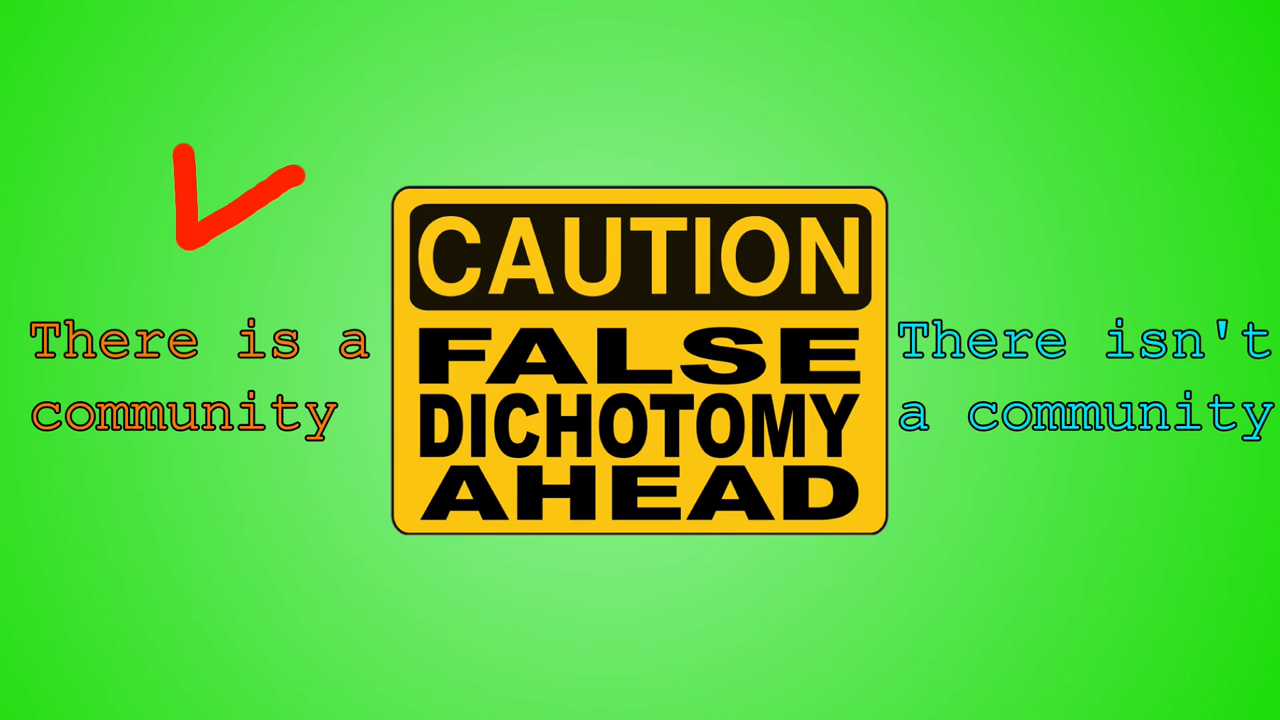 There is a
community
CAUTION
FALSE
DICHOTOMY
AHEAD
There isn't
a community